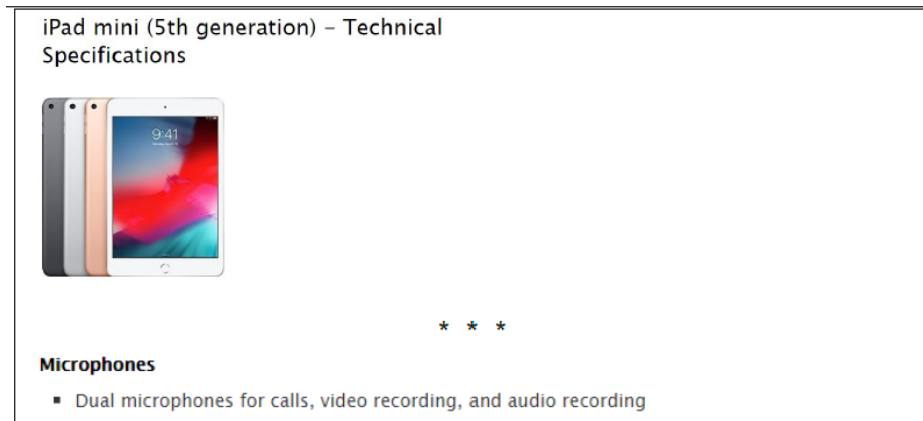 iPad mini (5th generation) – Technical
Specifications
9:41
* * *
Microphones
▪ Dual microphones for calls, video recording, and audio recording